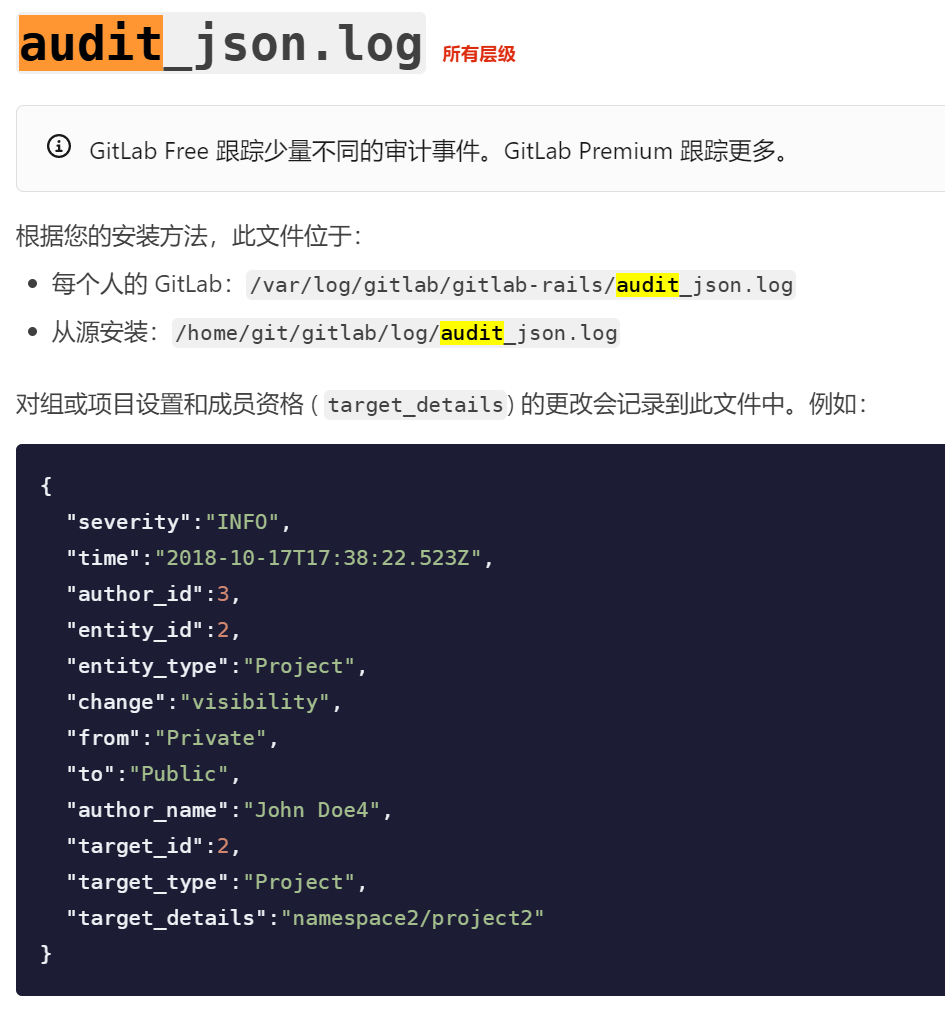 audit_json.log 所有层级
GitLab Free 跟踪少量不同的审计事件。GitLab Premium 跟踪更多。
根据您的安装方法，此文件位于：
• 每个人的 GitLab：/var/log/gitlab/gitlab-rails/audit_json.log
• 从源安装：/home/git/gitlab/log/audit_json.log
对组或项目设置和成员资格 ( target_details) 的更改会记录到此文件中。例如：
{
  "severity":"INFO",
  "time":"2018-10-17T17:38:22.523Z",
  "author_id":3,
  "entity_id":2,
  "entity_type":"Project",
  "change":"visibility",
  "from":"Private",
  "to":"Public",
  "author_name":"John Doe4",
  "target_id":2,
  "target_type":"Project",
  "target_details":"namespace2/project2"
}